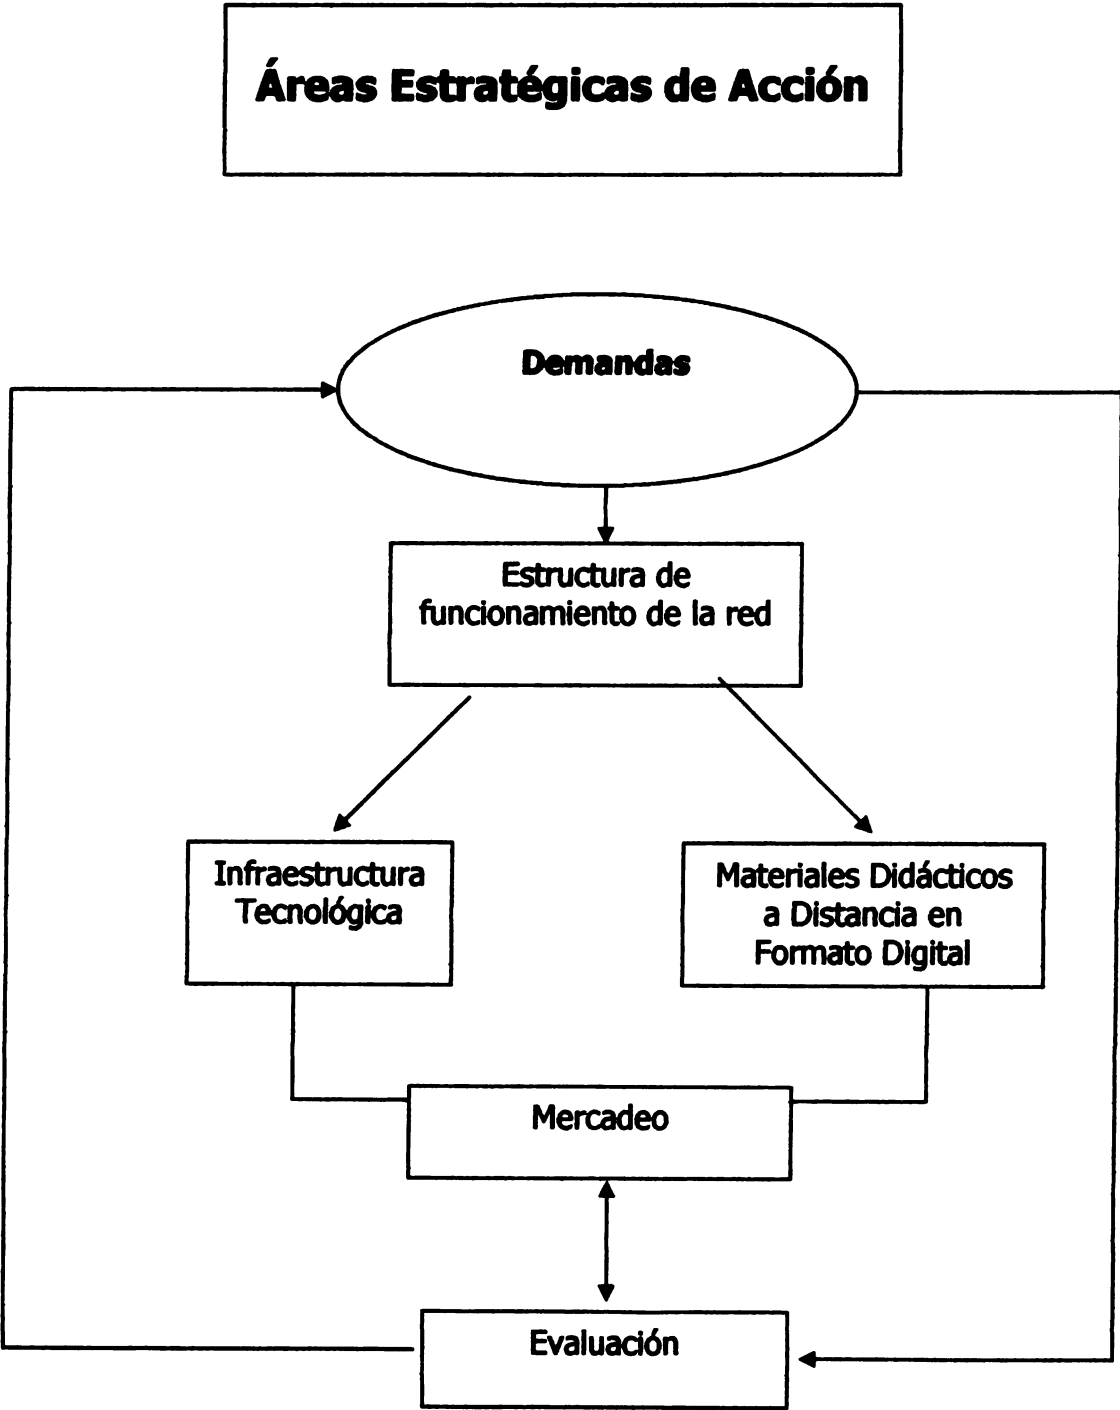 Áreas Estratégicas de Acción
Demandas
Estructura de
funcionamiento de la red
Infraestructura
Tecnológica
Materiales Didácticos
a Distancia en
Formato Digital
Mercadeo
Evaluación